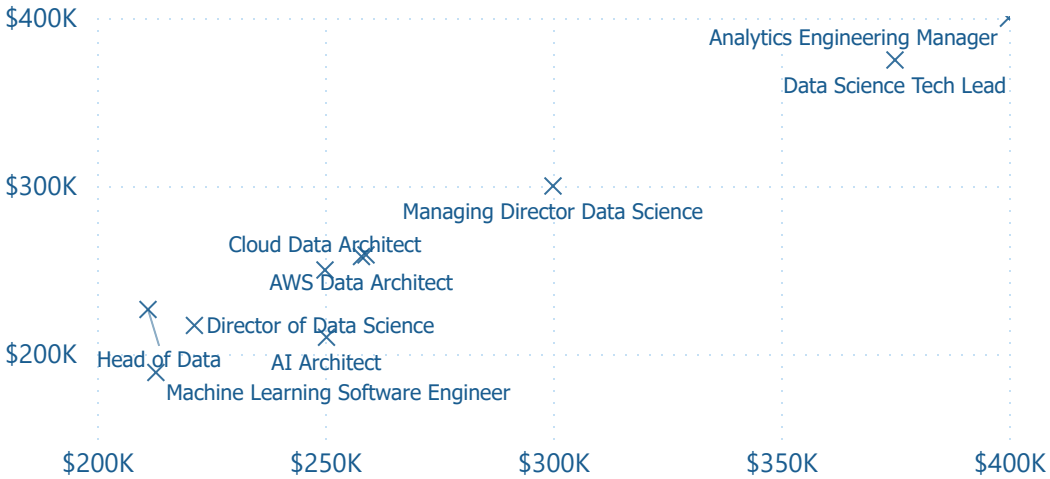 $400K
Analytics Engineering Manager
Data Science Tech Lead
$300K
Managing Director Data Science
Cloud Data Architect
AWS Data Architect
Director of Data Science
$200K
Head of Data
AI Architect
Machine Learning Software Engineer
$200K
$250K
$300K
$350K
$400K